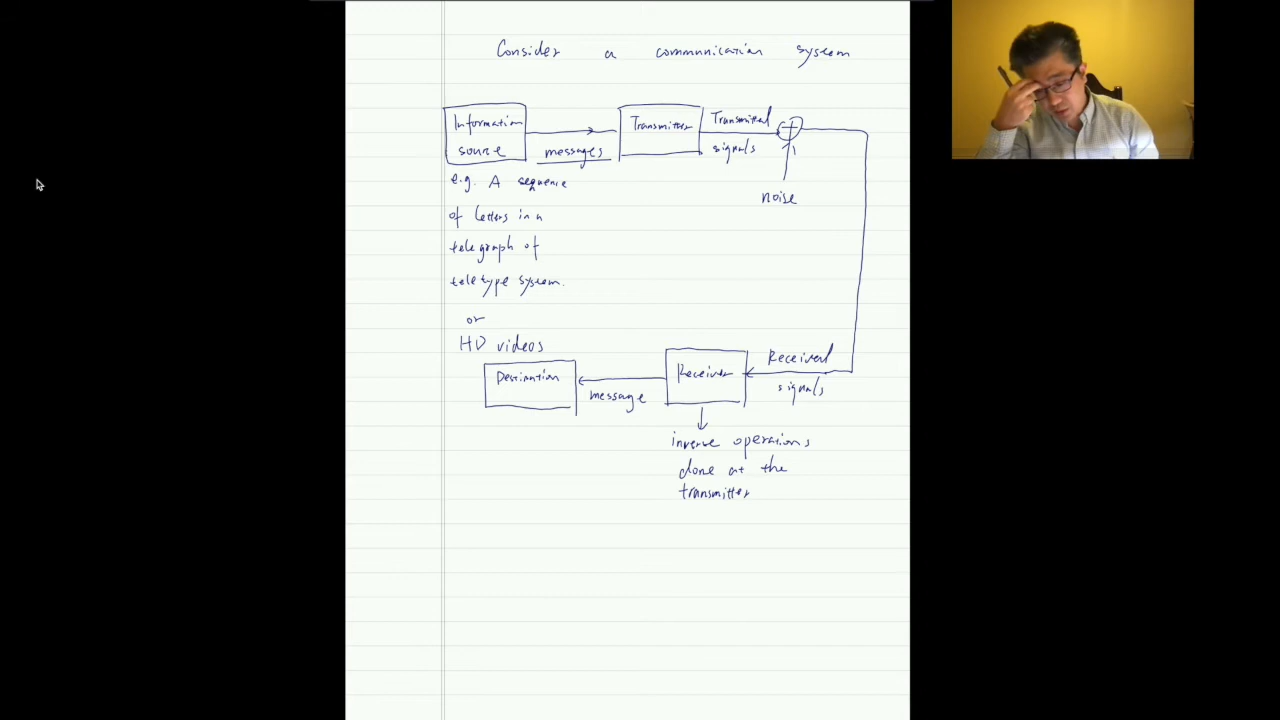 Consider a communication system
Information
source
messages
Transmitter
Transmitted
signals
noise
e.g. A sequence
of letters in a
telegraph of
teletype system.
or
HD videos
Destination
message
Receiver
Received
signals
inverse operations
done at the
transmitter